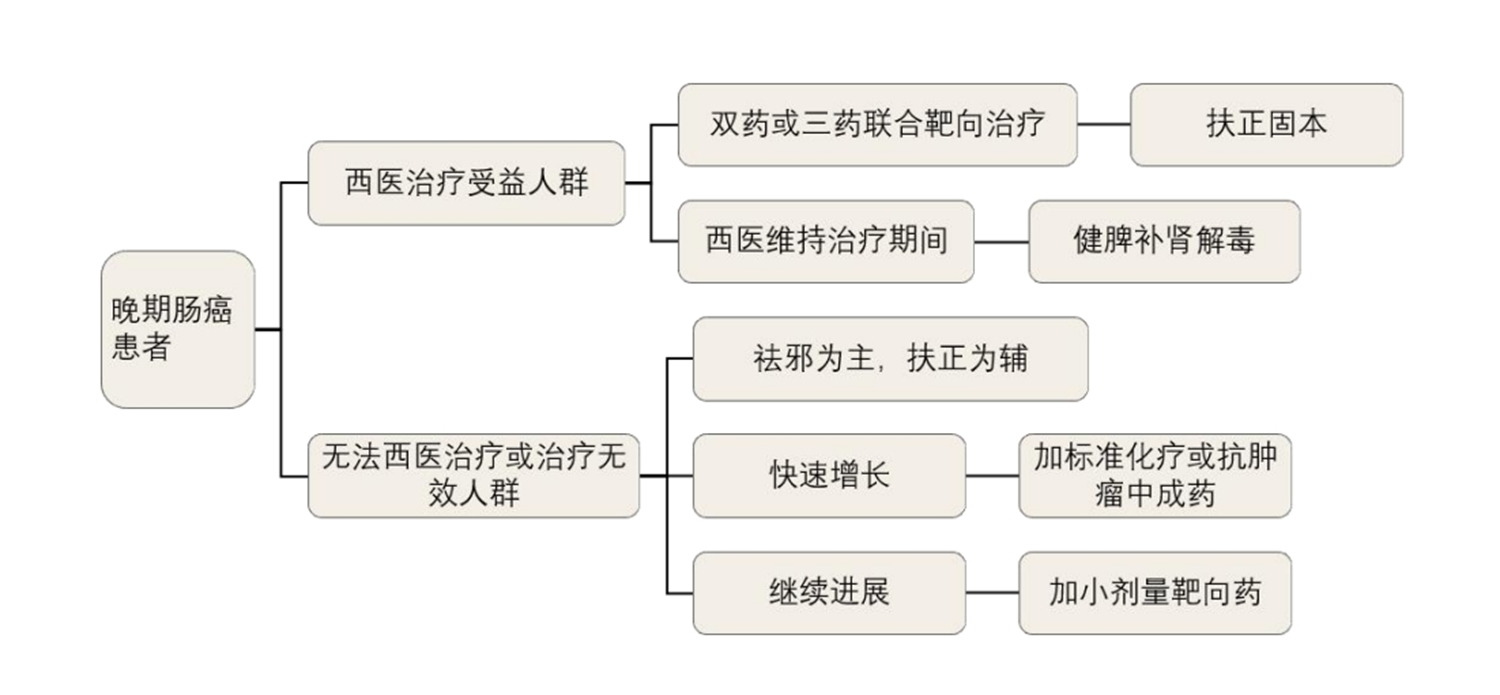 双药或三药联合靶向治疗
扶正固本
西医治疗受益人群
西医维持治疗期间
健脾补肾解毒
晚期肠癌
患者
祛邪为主，扶正为辅
无法西医治疗或治疗无
效人群
快速增长
加标准化疗或抗肿
瘤中成药
继续进展
加小剂量靶向药